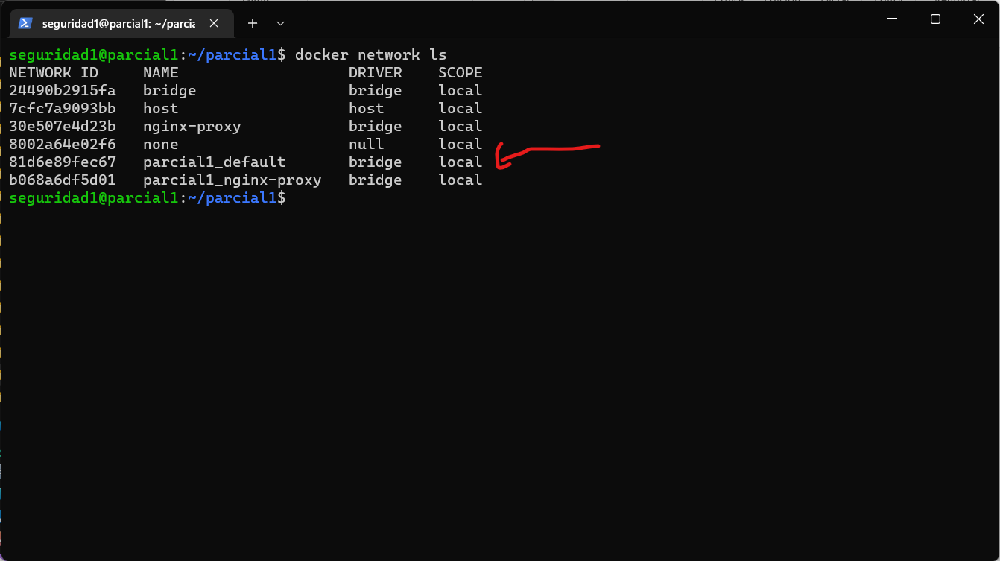 seguridad1@parcial1: ~/parcia
seguridad1@parcial1:~/parcial1$ docker network ls
NETWORK ID     NAME                   DRIVER    SCOPE
24490b2915fa   bridge                 bridge    local
7cfc7a9093bb   host                   host      local
30e507e4d23b   nginx-proxy            bridge    local
8002a64e02f6   none                   null      local
81d6e89fec67   parcial1_default       bridge    local
b068a6df5d01   parcial1_nginx-proxy   bridge    local
seguridad1@parcial1:~/parcial1$